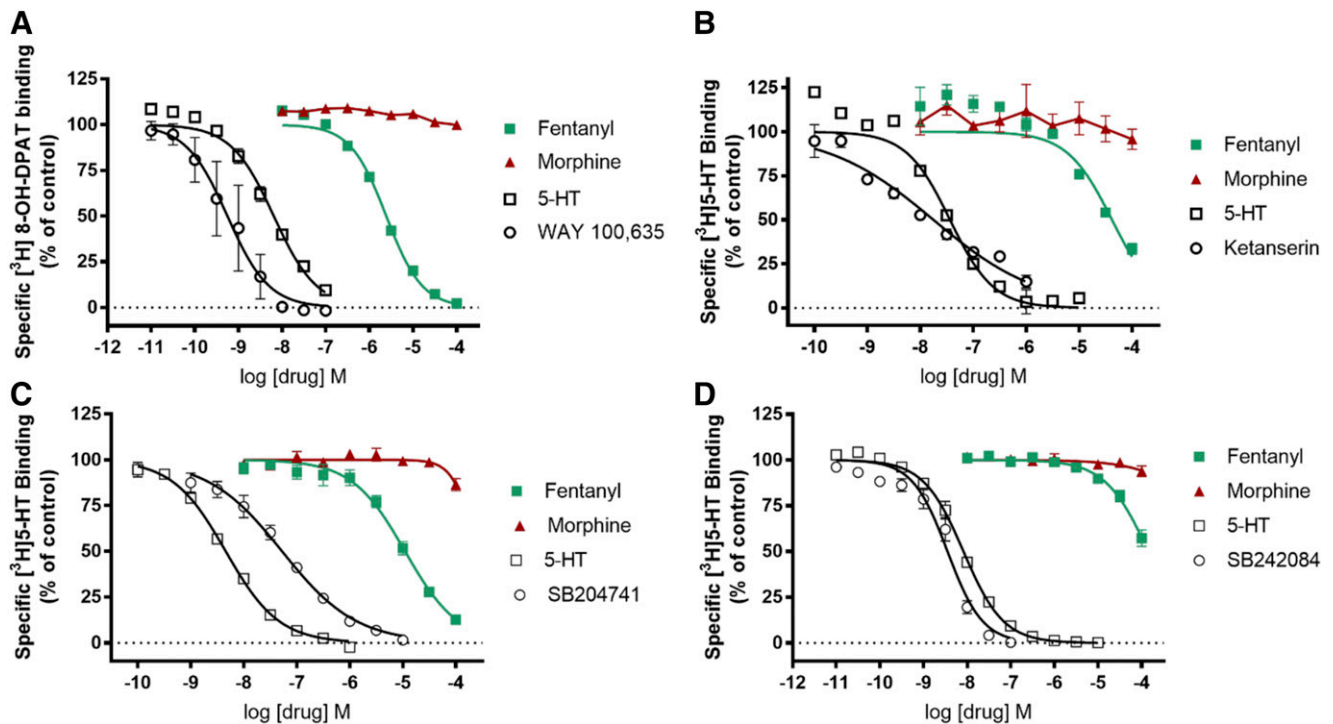 A
Specific [³H] 8-OH-DPAT binding
(% of control)
125
100
75
50
25
0
-12 -11 -10 -9 -8 -7 -6 -5 -4
log [drug] M
Fentanyl
Morphine
5-HT
WAY 100,635
B
Specific [³H]5-HT Binding
(% of control)
125
100
75
50
25
0
-10 -9 -8 -7 -6 -5 -4
log [drug] M
Fentanyl
Morphine
5-HT
Ketanserin
C
Specific [³H]5-HT Binding
(% of control)
125
100
75
50
25
0
-10 -9 -8 -7 -6 -5 -4
log [drug] M
Fentanyl
Morphine
5-HT
SB204741
D
Specific [³H]5-HT Binding
(% of control)
125
100
75
50
25
0
-12 -11 -10 -9 -8 -7 -6 -5 -4
log [drug] M
Fentanyl
Morphine
5-HT
SB242084